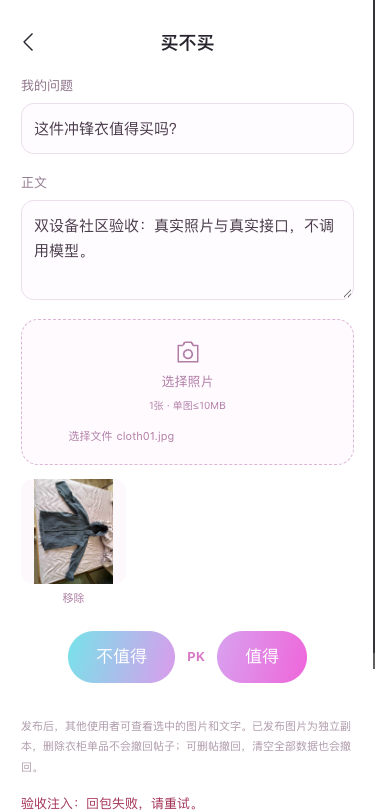 买不买
我的问题
这件冲锋衣值得买吗?
正文
双设备社区验收：真实照片与真实接口，不调
用模型。
选择照片
1张 · 单图≤10MB
选择文件 cloth01.jpg
移除
不值得 PK 值得
发布后，其他使用者可查看选中的图片和文字。已发布图片为独立副
本，删除衣柜单品不会撤回帖子；可删帖撤回，清空全部数据也会撤
回。
验收注入：回包失败，请重试。